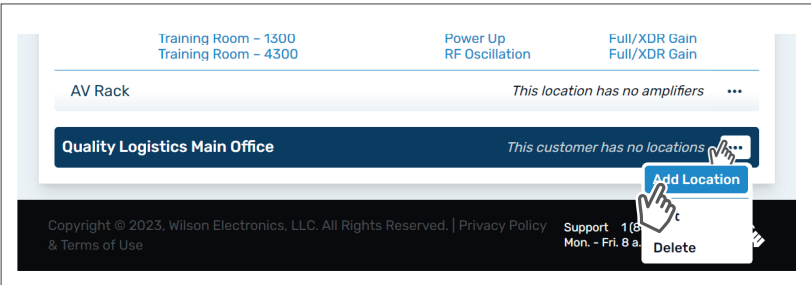 Training Room – 1300 Power Up Full/XDR Gain
Training Room – 4300 RF Oscillation Full/XDR Gain
AV Rack This location has no amplifiers ...
Quality Logistics Main Office This customer has no locations ...
Add Location
Copyright © 2023, Wilson Electronics, LLC. All Rights Reserved. | Privacy Policy
& Terms of Use
Support 1 (8
Mon. - Fri. 8 a.
Delete